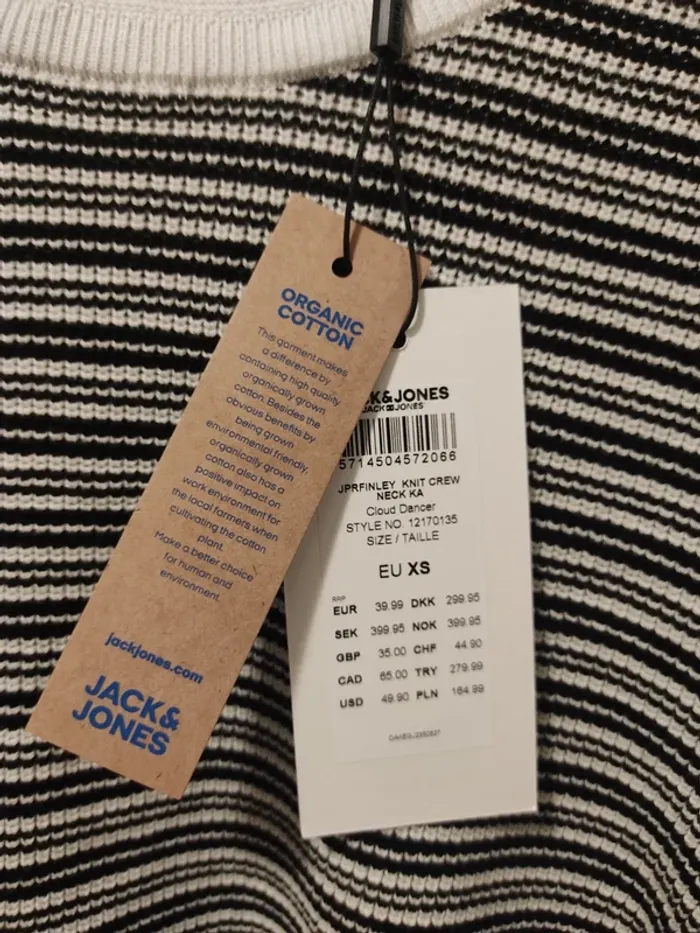 ORGANIC
COTTON
This garment makes
a difference by
containing high quality
organically grown
cotton. Besides the
obvious benefits by
being grown
environmental friendly,
organically grown
cotton also has a
positive impact on
work environment for
the local farmers when
cultivating the cotton
plant.
Make a better choice
for human and
environment.
jackjones.com
JACK&
JONES
K&JONES
JACK JONES
5714504572066
JPRFINLEY KNIT CREW
NECK KA
Cloud Dancer
STYLE NO. 12170135
SIZE / TAILLE
EU XS
RRP
EUR 39.99 DKK 299.95
SEK 399.95 NOK 399.95
GBP 35.00 CHF 44.90
CAD 65.00 TRY 279.99
USD 49.90 PLN 164.99